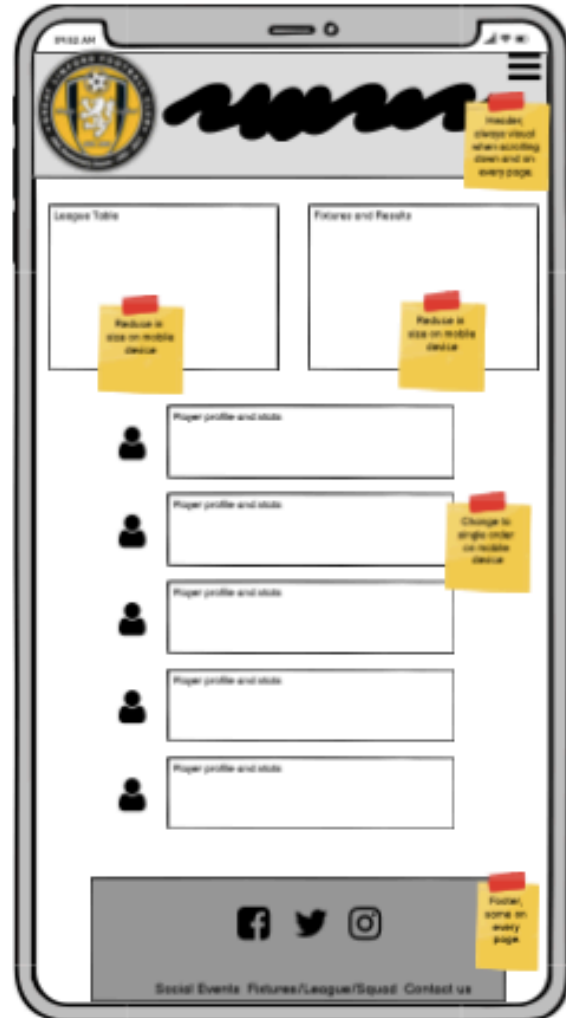 AM
Header,
always visual
when scrolling
down and on
every page.
League Table
Fixtures and Results
Reduce in
size on mobile
device
Reduce in
size on mobile
device
Player profile and stats
Player profile and stats
Change to
single order
on mobile
device
Player profile and stats
Player profile and stats
Player profile and stats
Footer,
same on
every
page
Social Events Fixtures/League/Squad Contact us